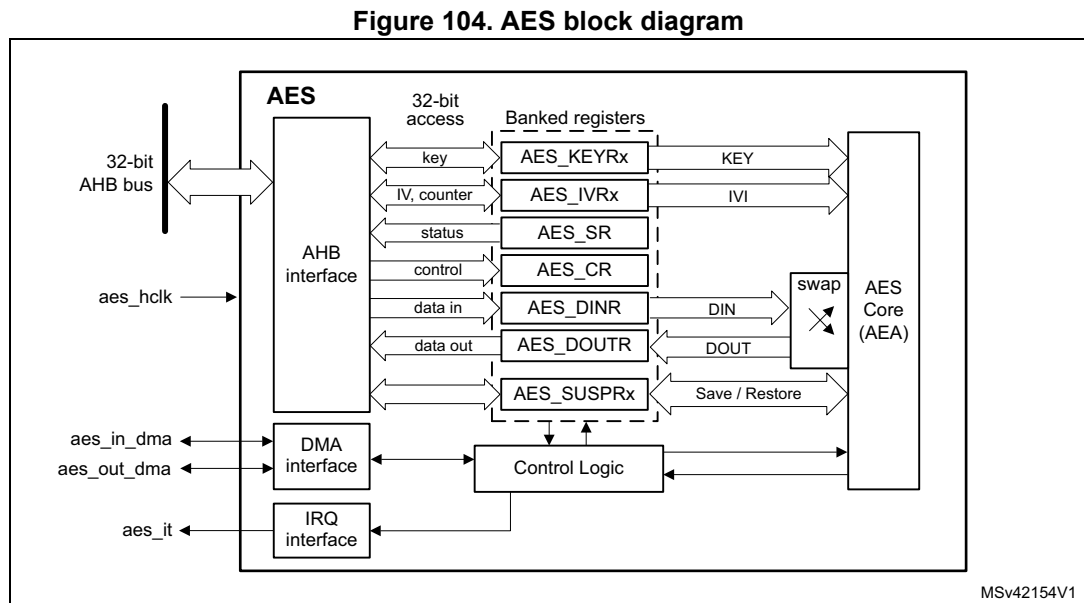 Figure 104. AES block diagram
AES
32-bit
access
Banked registers
32-bit
AHB bus
AHB
interface
key
AES_KEYRx
KEY
IV, counter
AES_IVRx
IVI
status
AES_SR
control
AES_CR
data in
AES_DINR
DIN
data out
AES_DOUTR
DOUT
swap
AES
Core
(AEA)
AES_SUSPRx
Save / Restore
aes_hclk
aes_in_dma
aes_out_dma
DMA
interface
Control Logic
aes_it
IRQ
interface
MSv42154V1